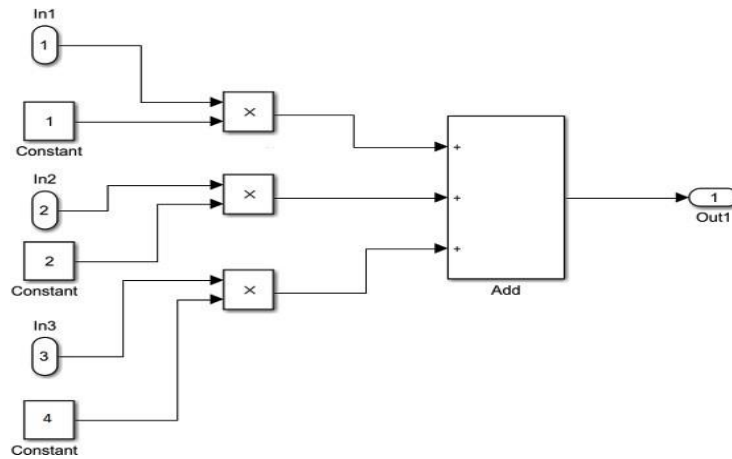 In1
1
1
Constant
×
In2
2
2
Constant
×
In3
3
4
Constant
×
+
+
+
Add
1
Out1